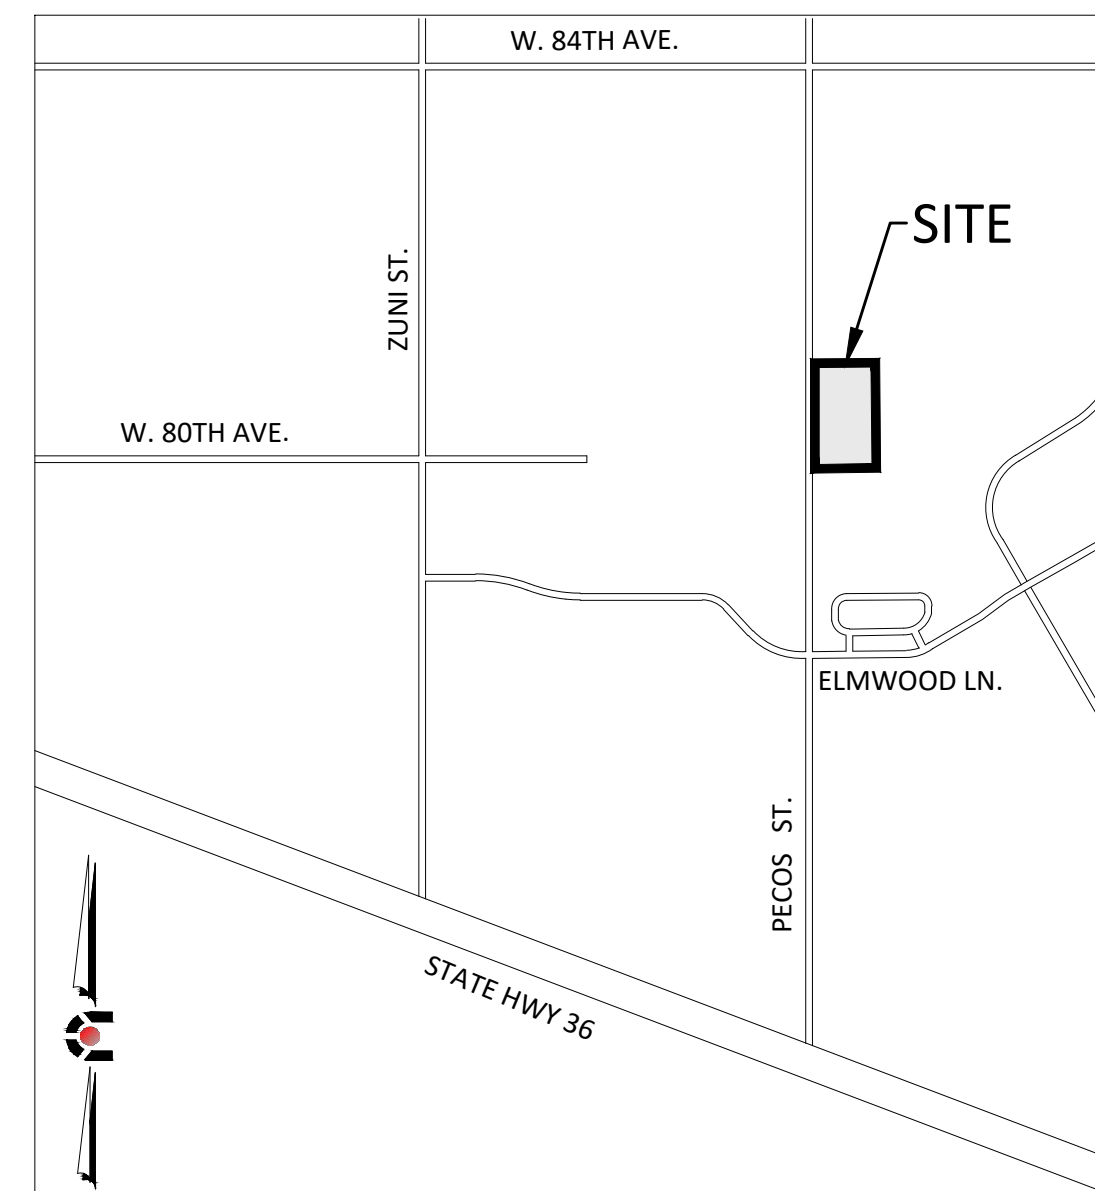 W. 84TH AVE.
SITE
ZUNI ST.
W. 80TH AVE.
ELMWOOD LN.
PECOS ST.
STATE HWY 36